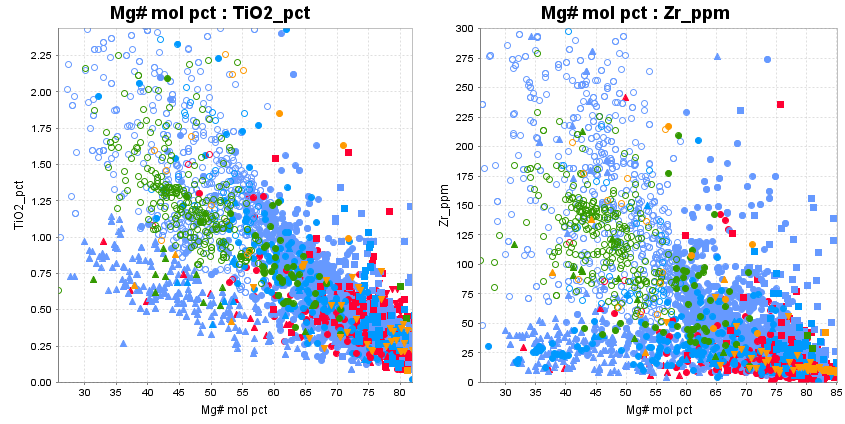 Mg# mol pct : TiO2_pct
2.25
2.00
1.75
1.50
1.25
1.00
0.75
0.50
0.25
0.00
TiO2_pct
30 35 40 45 50 55 60 65 70 75 80
Mg# mol pct
Mg# mol pct : Zr_ppm
300
275
250
225
200
175
150
125
100
75
50
25
0
Zr_ppm
30 35 40 45 50 55 60 65 70 75 80 85
Mg# mol pct